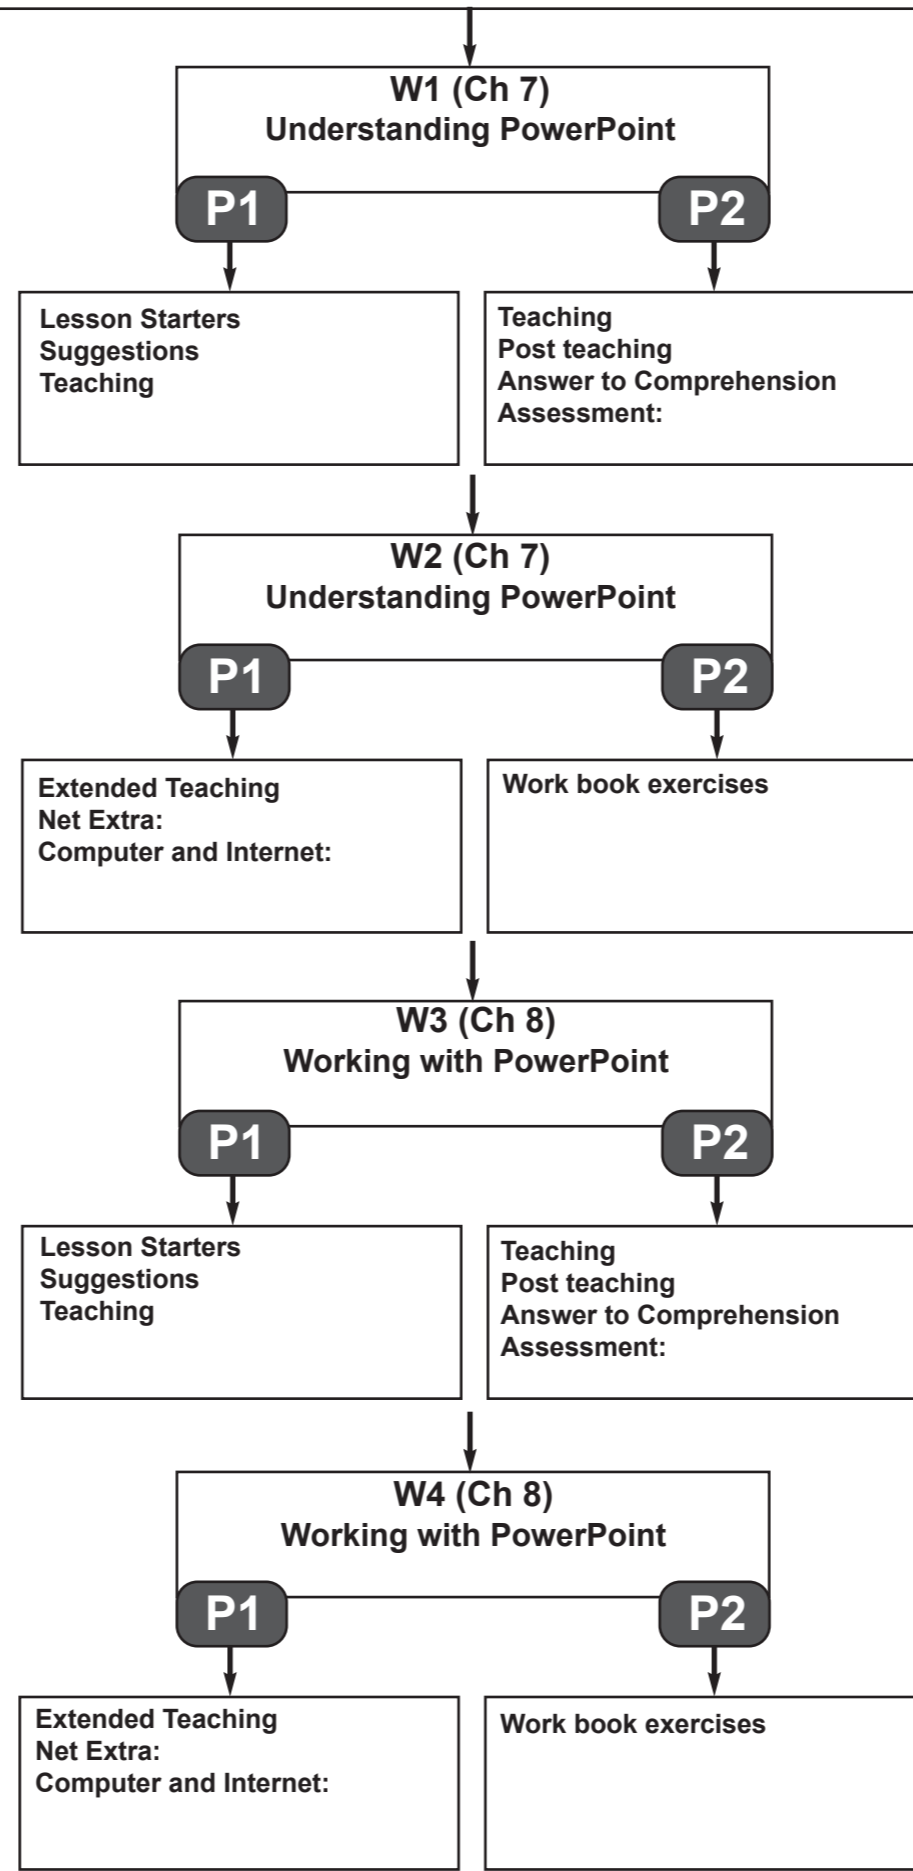 W1 (Ch 7)
Understanding PowerPoint
P1
P2
Lesson Starters
Suggestions
Teaching
Teaching
Post teaching
Answer to Comprehension
Assessment:
W2 (Ch 7)
Understanding PowerPoint
P1
P2
Extended Teaching
Net Extra:
Computer and Internet:
Work book exercises
W3 (Ch 8)
Working with PowerPoint
P1
P2
Lesson Starters
Suggestions
Teaching
Teaching
Post teaching
Answer to Comprehension
Assessment:
W4 (Ch 8)
Working with PowerPoint
P1
P2
Extended Teaching
Net Extra:
Computer and Internet:
Work book exercises